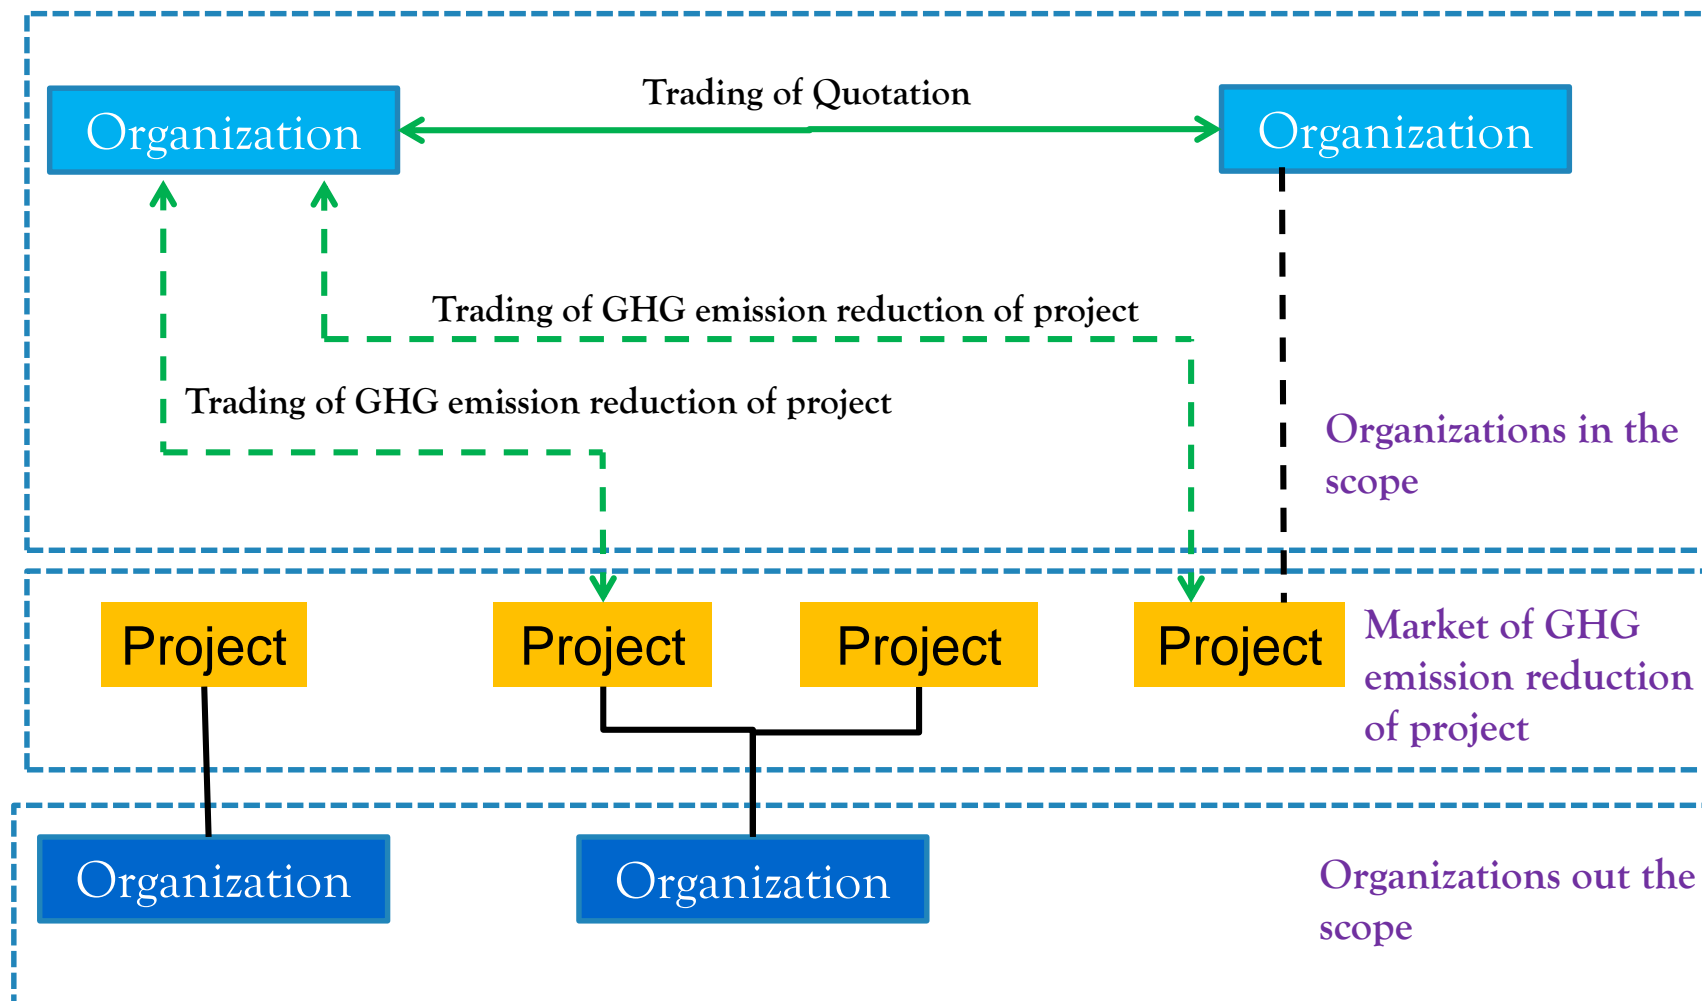 Trading of Quotation
Organization
Organization
Trading of GHG emission reduction of project
Trading of GHG emission reduction of project
Organizations in the
scope
Project
Project
Project
Project
Market of GHG
emission reduction
of project
Organization
Organization
Organizations out the
scope